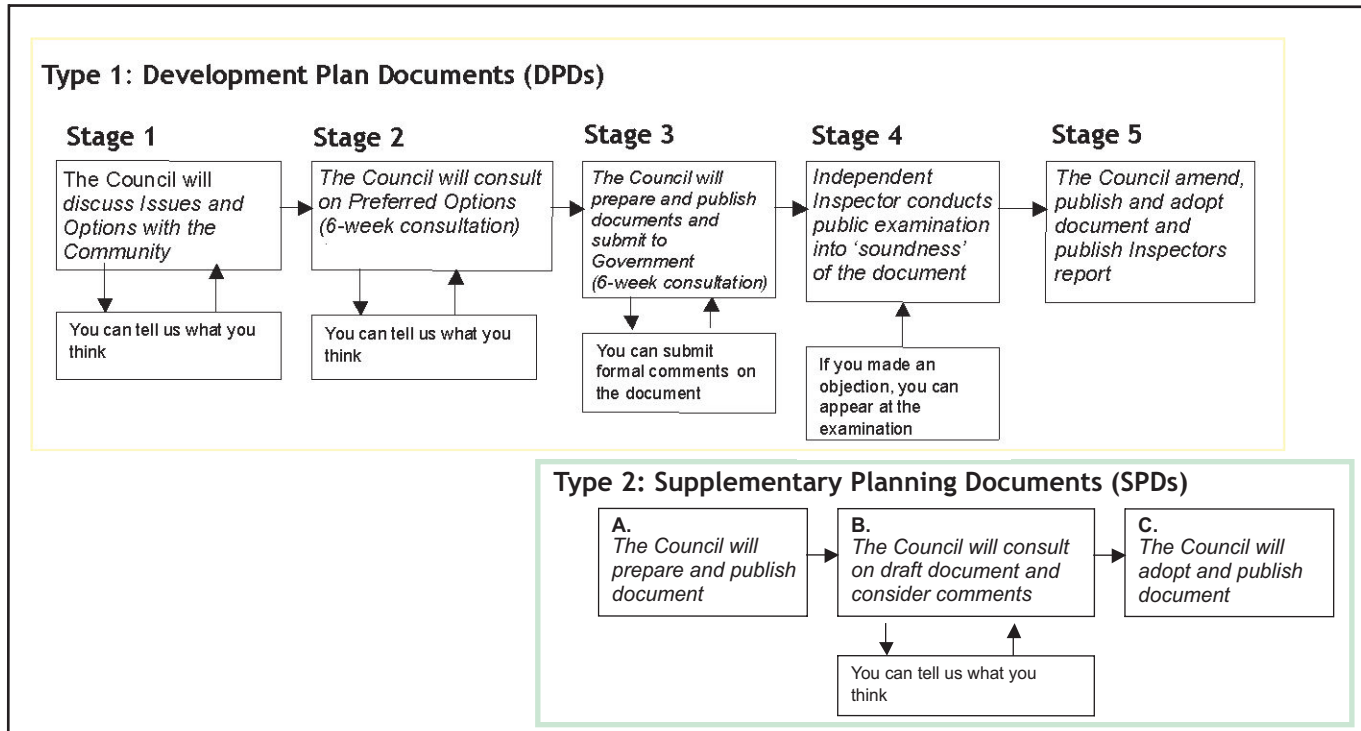 Type 1: Development Plan Documents (DPDs)
Stage 1
The Council will
discuss Issues and
Options with the
Community
You can tell us what you
think
Stage 2
The Council will consult
on Preferred Options
(6-week consultation)
You can tell us what you
think
Stage 3
The Council will
prepare and publish
documents and
submit to
Government
(6-week consultation)
You can submit
formal comments on
the document
Stage 4
Independent
Inspector conducts
public examination
into ‘soundness’
of the document
If you made an
objection, you can
appear at the
examination
Stage 5
The Council amend,
publish and adopt
document and
publish Inspectors
report
Type 2: Supplementary Planning Documents (SPDs)
A.
The Council will
prepare and publish
document
B.
The Council will consult
on draft document and
consider comments
You can tell us what you
think
C.
The Council will
adopt and publish
document